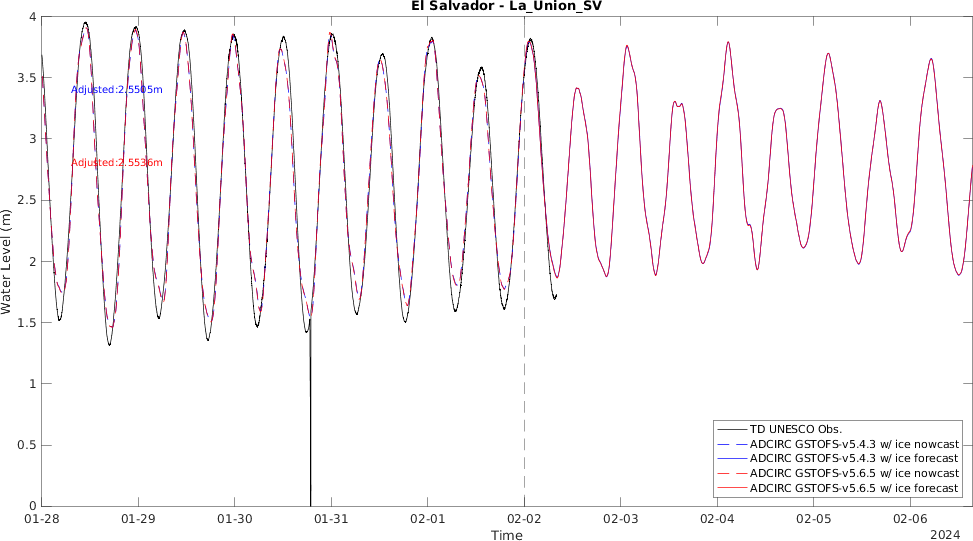 El Salvador - La_Union_SV
4
3.5
3
2.5
2
1.5
1
0.5
0
Water Level (m)
Adjusted:2.5505m
Adjusted:2.5536m
TD UNESCO Obs.
ADCIRC GSTOFS-v5.4.3 w/ ice nowcast
ADCIRC GSTOFS-v5.4.3 w/ ice forecast
ADCIRC GSTOFS-v5.6.5 w/ ice nowcast
ADCIRC GSTOFS-v5.6.5 w/ ice forecast
01-28 01-29 01-30 01-31 02-01 02-02 02-03 02-04 02-05 02-06
Time
2024